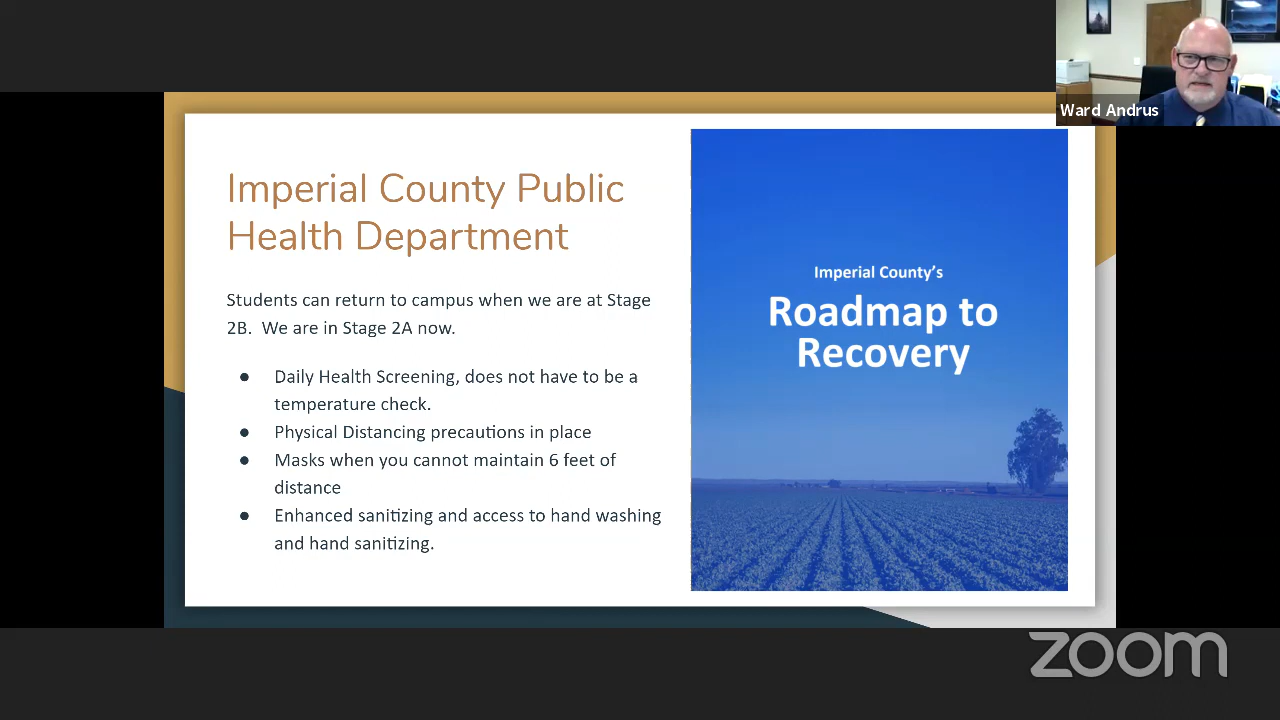 Ward Andrus
Imperial County Public
Health Department
Students can return to campus when we are at Stage
2B.  We are in Stage 2A now.
● Daily Health Screening, does not have to be a
temperature check.
● Physical Distancing precautions in place
● Masks when you cannot maintain 6 feet of
distance
● Enhanced sanitizing and access to hand washing
and hand sanitizing.
Imperial County's
Roadmap to
Recovery
zoom